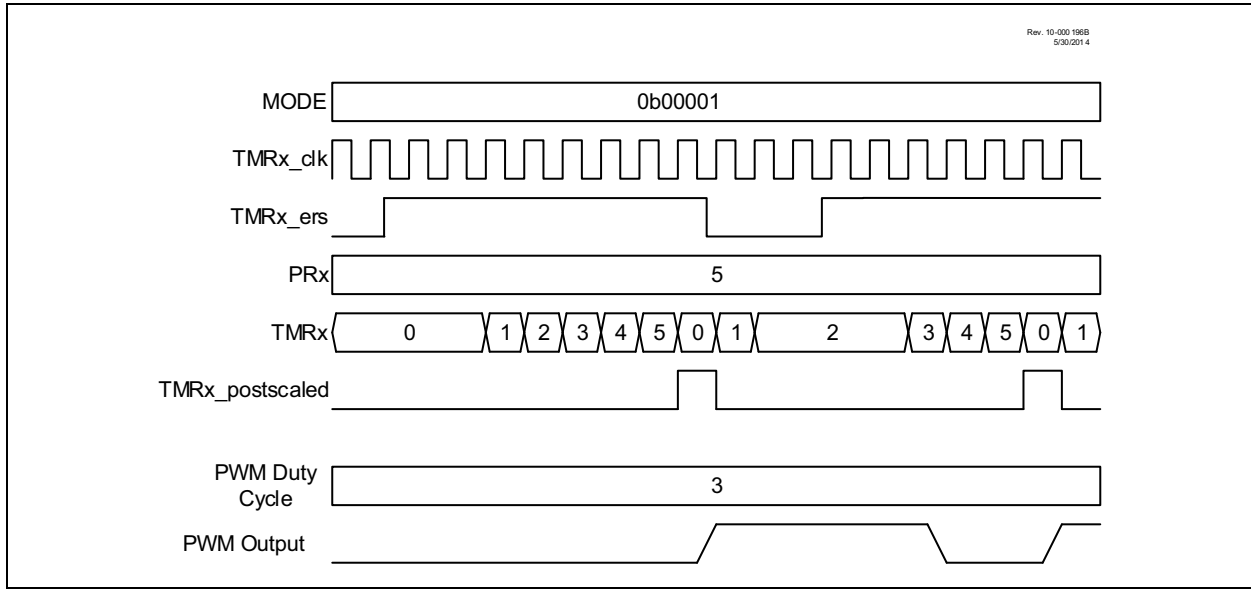 Rev. 10-000 196B
5/30/201 4
MODE 0b00001
TMRx_clk
TMRx_ers
PRx 5
TMRx 0 1 2 3 4 5 0 1 2 3 4 5 0 1
TMRx_postscaled
PWM Duty
Cycle 3
PWM Output